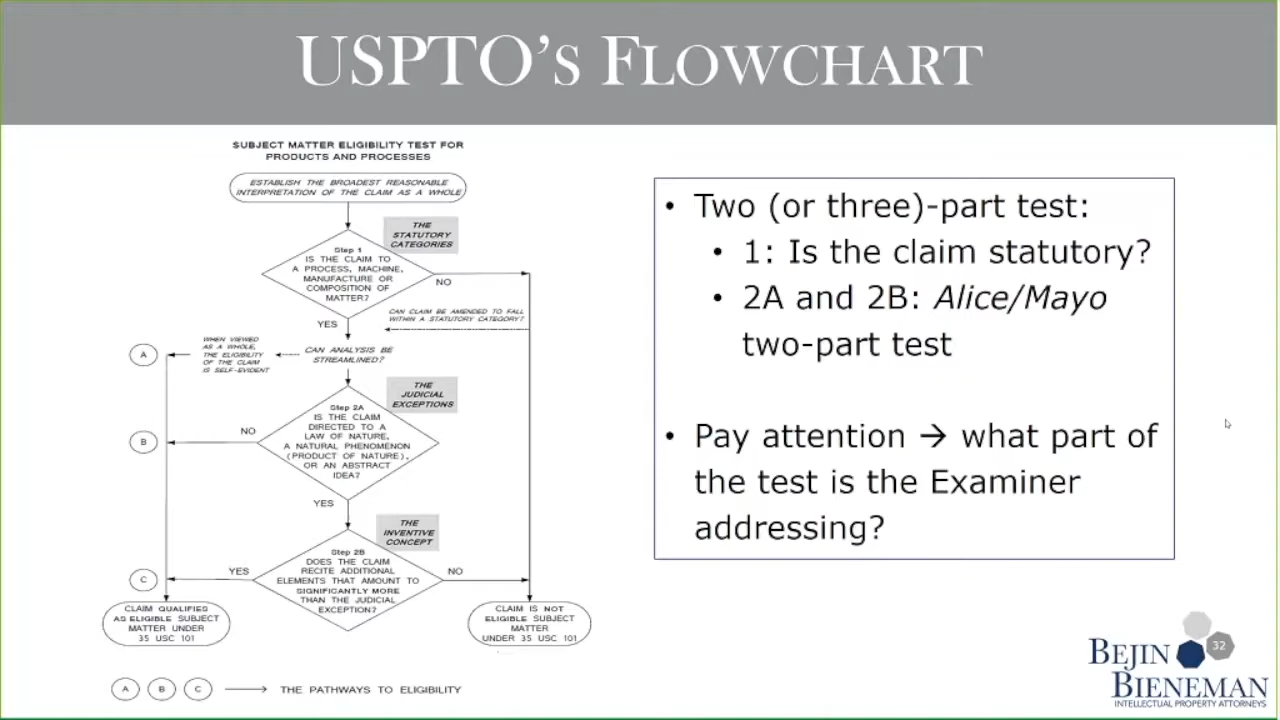 USPTO's Flowchart
SUBJECT MATTER ELIGIBILITY TEST FOR
PRODUCTS AND PROCESSES
ESTABLISH THE BROADEST REASONABLE
INTERPRETATION OF THE CLAIM AS A WHOLE
THE
STATUTORY
CATEGORIES
Step 1
IS THE CLAIM TO
A PROCESS, MACHINE,
MANUFACTURE OR
COMPOSITION OF
MATTER?
NO
YES
CAN CLAIM BE AMENDED TO FALL
WITHIN A STATUTORY CATEGORY?
A
WHEN VIEWED
AS A WHOLE,
THE ELIGIBILITY
OF THE CLAIM
IS SELF-EVIDENT
CAN ANALYSIS BE
STREAMLINED?
THE
JUDICIAL
EXCEPTIONS
Step 2A
IS THE CLAIM
DIRECTED TO A
LAW OF NATURE,
A NATURAL PHENOMENON
(PRODUCT OF NATURE),
OR AN ABSTRACT
IDEA?
NO
B
YES
THE
INVENTIVE
CONCEPT
Step 2B
DOES THE CLAIM
RECITE ADDITIONAL
ELEMENTS THAT AMOUNT TO
SIGNIFICANTLY MORE
THAN THE JUDICIAL
EXCEPTION?
YES
NO
C
CLAIM QUALIFIES
AS ELIGIBLE SUBJECT
MATTER UNDER
35 USC 101
CLAIM IS NOT
ELIGIBLE SUBJECT
MATTER
UNDER 35 USC 101
A B C → THE PATHWAYS TO ELIGIBILITY
• Two (or three)-part test:
• 1: Is the claim statutory?
• 2A and 2B: Alice/Mayo
two-part test
• Pay attention → what part of
the test is the Examiner
addressing?
32
BEJIN
BIENEMAN
INTELLECTUAL PROPERTY ATTORNEYS